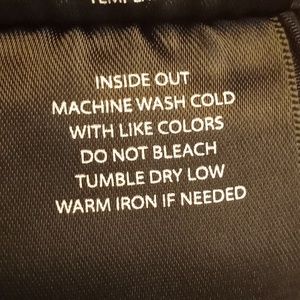 INSIDE OUT
MACHINE WASH COLD
WITH LIKE COLORS
DO NOT BLEACH
TUMBLE DRY LOW
WARM IRON IF NEEDED